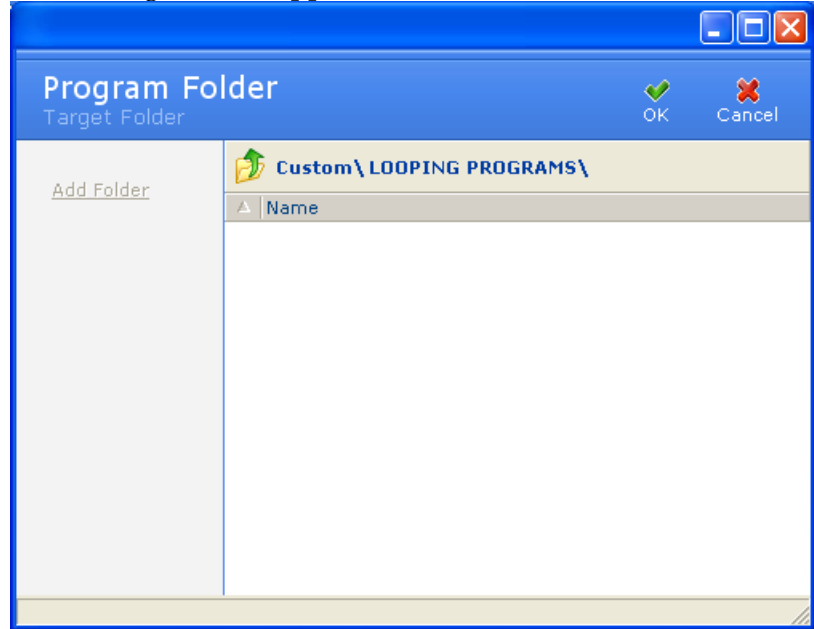 Program Folder
Target Folder
OK
Cancel
Add Folder
Custom\LOOPING PROGRAMS\
Name